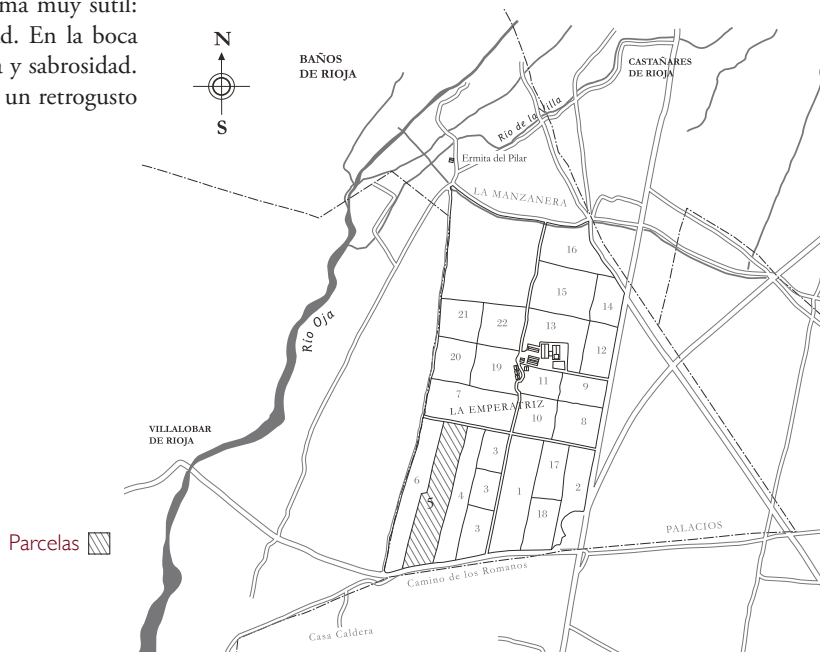 ma muy sutil:
d. En la boca
a y sabrosidad.
un retrogusto
N
S
BAÑOS
DE RIOJA
CASTAÑARES
DE RIOJA
Río de la Villa
Ermita del Pilar
LA MANZANERA
16
15
14
21
22
13
12
20
19
11
9
7
LA EMPERATRIZ
10
8
Río Oja
VILLALOBAR
DE RIOJA
6
5
4
3
3
3
1
17
18
2
PALACIOS
Camino de los Romanos
Casa Caldera
Parcelas